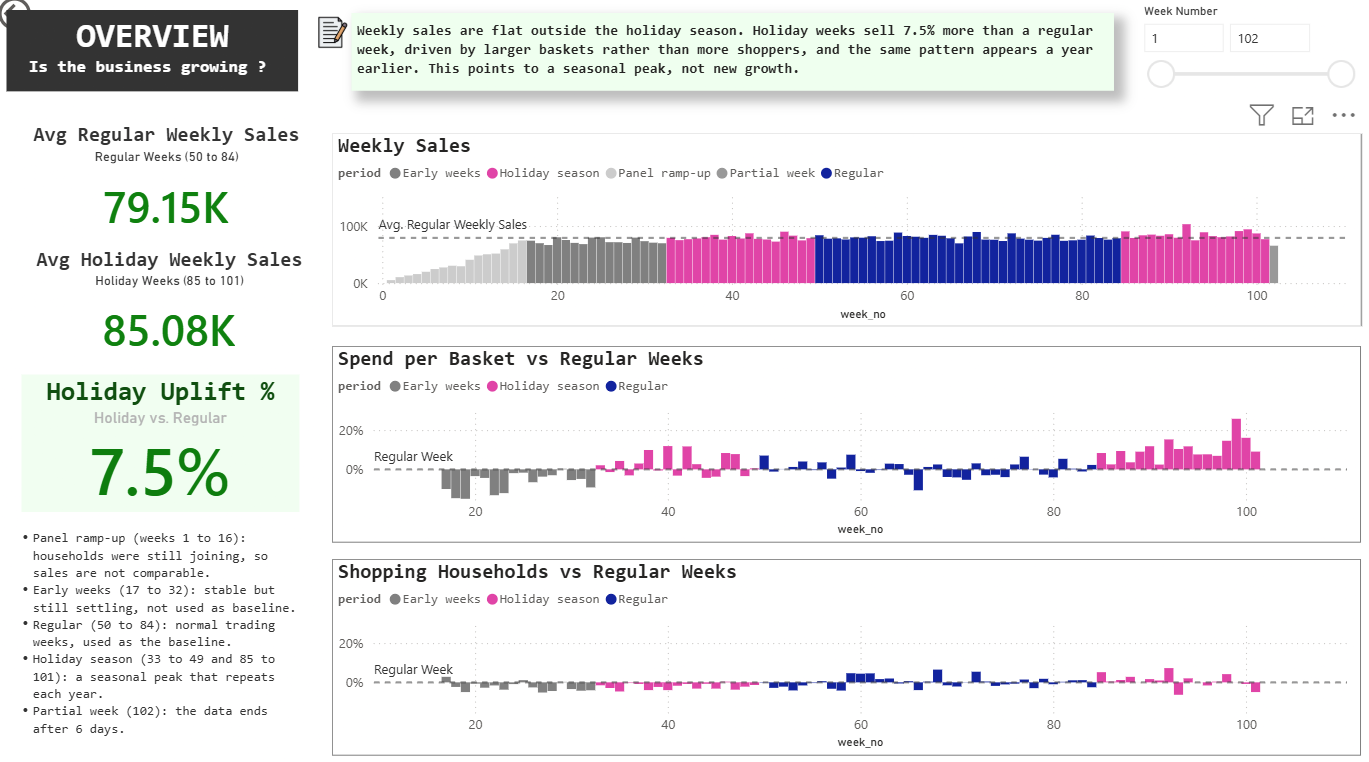 OVERVIEW
Is the business growing ?
Weekly sales are flat outside the holiday season. Holiday weeks sell 7.5% more than a regular
week, driven by larger baskets rather than more shoppers, and the same pattern appears a year
earlier. This points to a seasonal peak, not new growth.
Week Number
1 102
Avg Regular Weekly Sales
Regular Weeks (50 to 84)
79.15K
Avg Holiday Weekly Sales
Holiday Weeks (85 to 101)
85.08K
Holiday Uplift %
Holiday vs. Regular
7.5%
• Panel ramp-up (weeks 1 to 16):
households were still joining, so
sales are not comparable.
• Early weeks (17 to 32): stable but
still settling, not used as baseline.
• Regular (50 to 84): normal trading
weeks, used as the baseline.
• Holiday season (33 to 49 and 85 to
101): a seasonal peak that repeats
each year.
• Partial week (102): the data ends
after 6 days.
Weekly Sales
period Early weeks Holiday season Panel ramp-up Partial week Regular
100K
Avg. Regular Weekly Sales
0K
0 20 40 60 80 100
week_no
Spend per Basket vs Regular Weeks
period Early weeks Holiday season Regular
20%
Regular Week
0%
20 40 60 80 100
week_no
Shopping Households vs Regular Weeks
period Early weeks Holiday season Regular
20%
Regular Week
0%
20 40 60 80 100
week_no